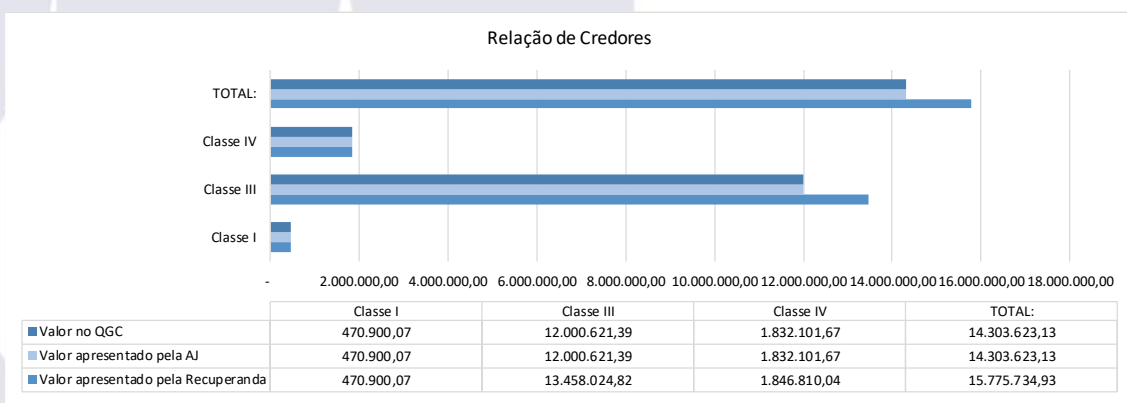 Relação de Credores
TOTAL:
Classe IV
Classe III
Classe I
- 2.000.000,00 4.000.000,00 6.000.000,00 8.000.000,00 10.000.000,00 12.000.000,00 14.000.000,00 16.000.000,00 18.000.000,00
Classe I Classe III Classe IV TOTAL:
Valor no QGC 470.900,07 12.000.621,39 1.832.101,67 14.303.623,13
Valor apresentado pela AJ 470.900,07 12.000.621,39 1.832.101,67 14.303.623,13
Valor apresentado pela Recuperanda 470.900,07 13.458.024,82 1.846.810,04 15.775.734,93